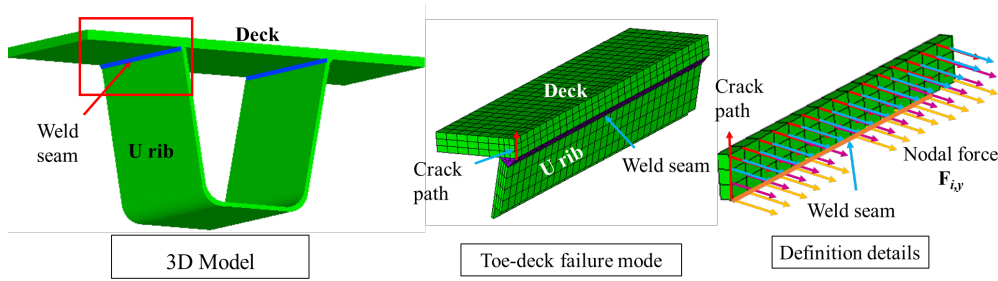 Deck
Weld
seam
U rib
3D Model
Deck
Crack
path
U rib
Weld seam
Toe-deck failure mode
Crack
path
Nodal force
F_{i,y}
Weld seam
Definition details